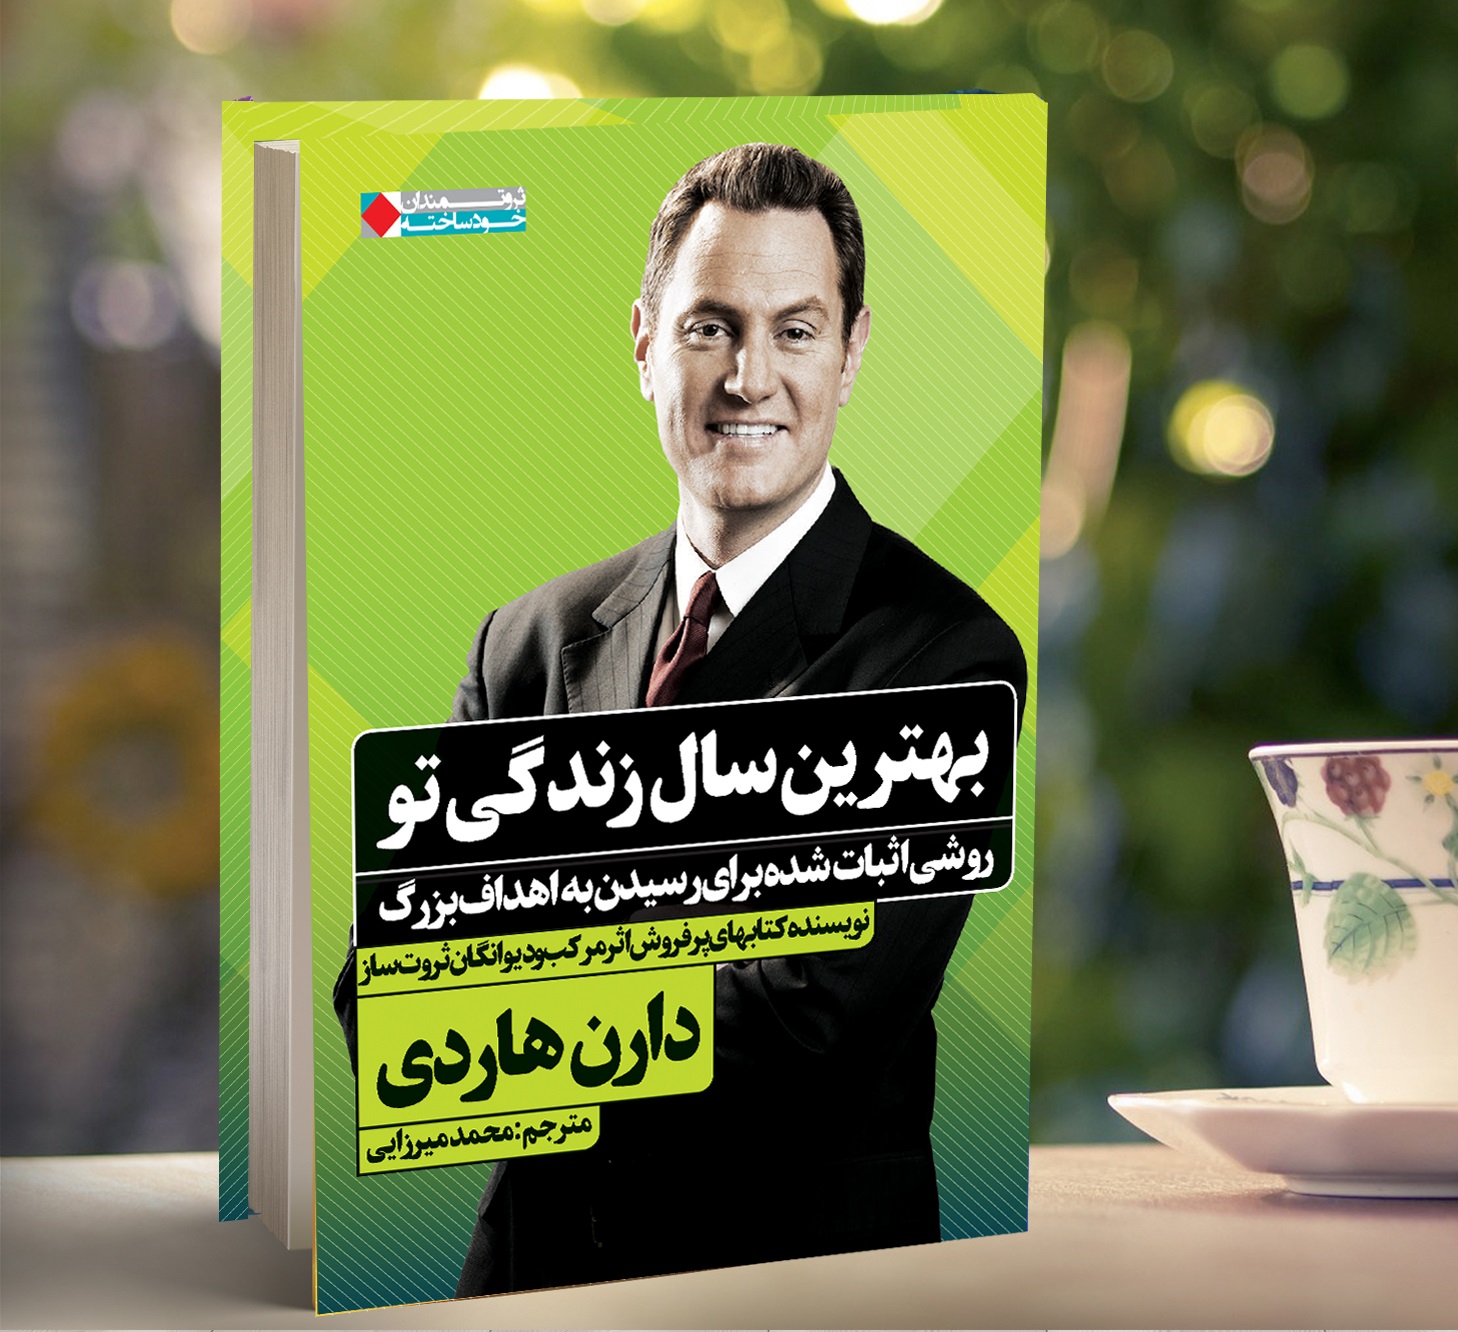 ثروتمندان
خودساخته
بهترین سال زندگی تو
روشی اثبات شده برای رسیدن به اهداف بزرگ
نویسنده کتابهای پرفروش اثر مرکب و دیوانگان ثروت ساز
دارن هاردی
مترجم: محمد میرزایی